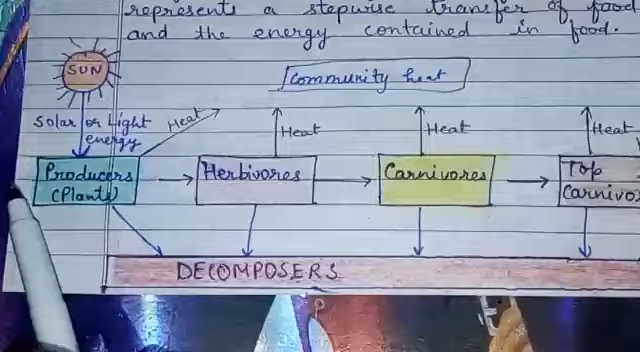 represents a stepwise transfer of food
and the energy contained in food.
SUN
Community heat
Solar or Light
energy
Heat
Heat
Heat
Heat
Producers
(Plants)
Herbivores
Carnivores
Top
Carnivo
DECOMPOSERS